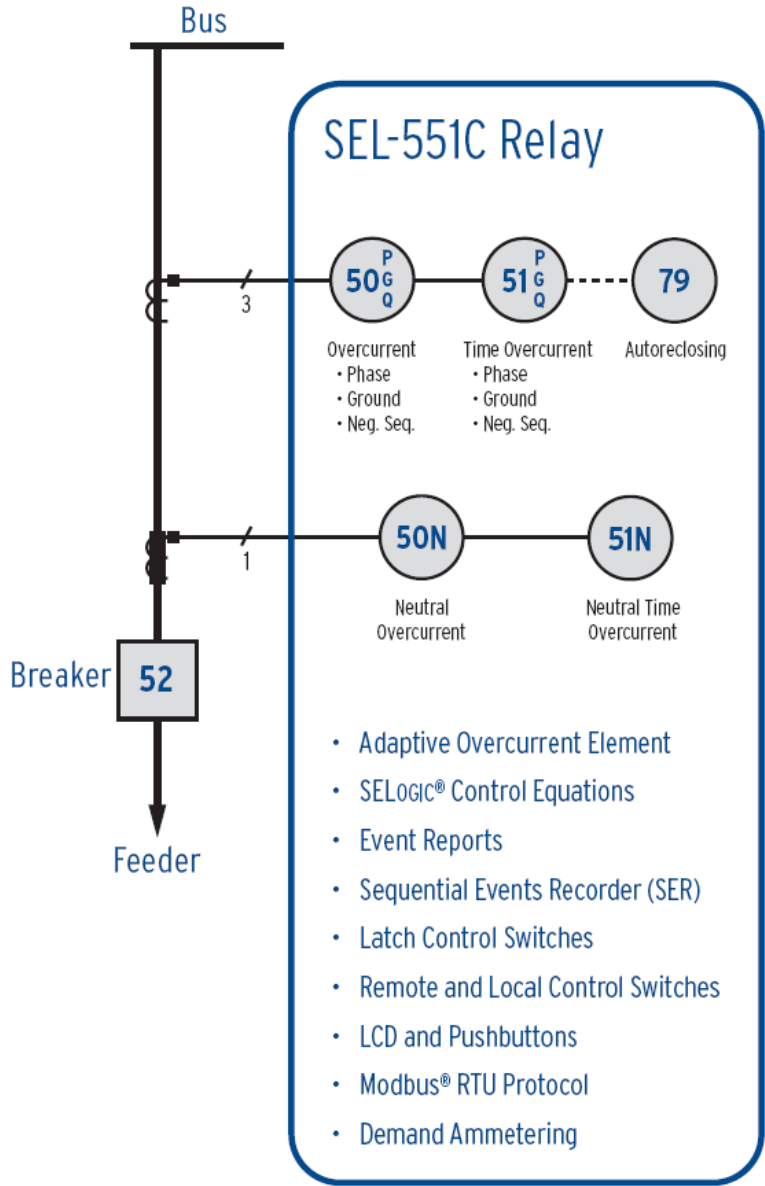 Bus
SEL-551C Relay
50 P G Q
51 P G Q
79
3
Overcurrent
• Phase
• Ground
• Neg. Seq.
Time Overcurrent
• Phase
• Ground
• Neg. Seq.
Autoreclosing
50N
51N
1
Neutral
Overcurrent
Neutral Time
Overcurrent
Breaker
52
Feeder
• Adaptive Overcurrent Element
• SELOGIC® Control Equations
• Event Reports
• Sequential Events Recorder (SER)
• Latch Control Switches
• Remote and Local Control Switches
• LCD and Pushbuttons
• Modbus® RTU Protocol
• Demand Ammetering